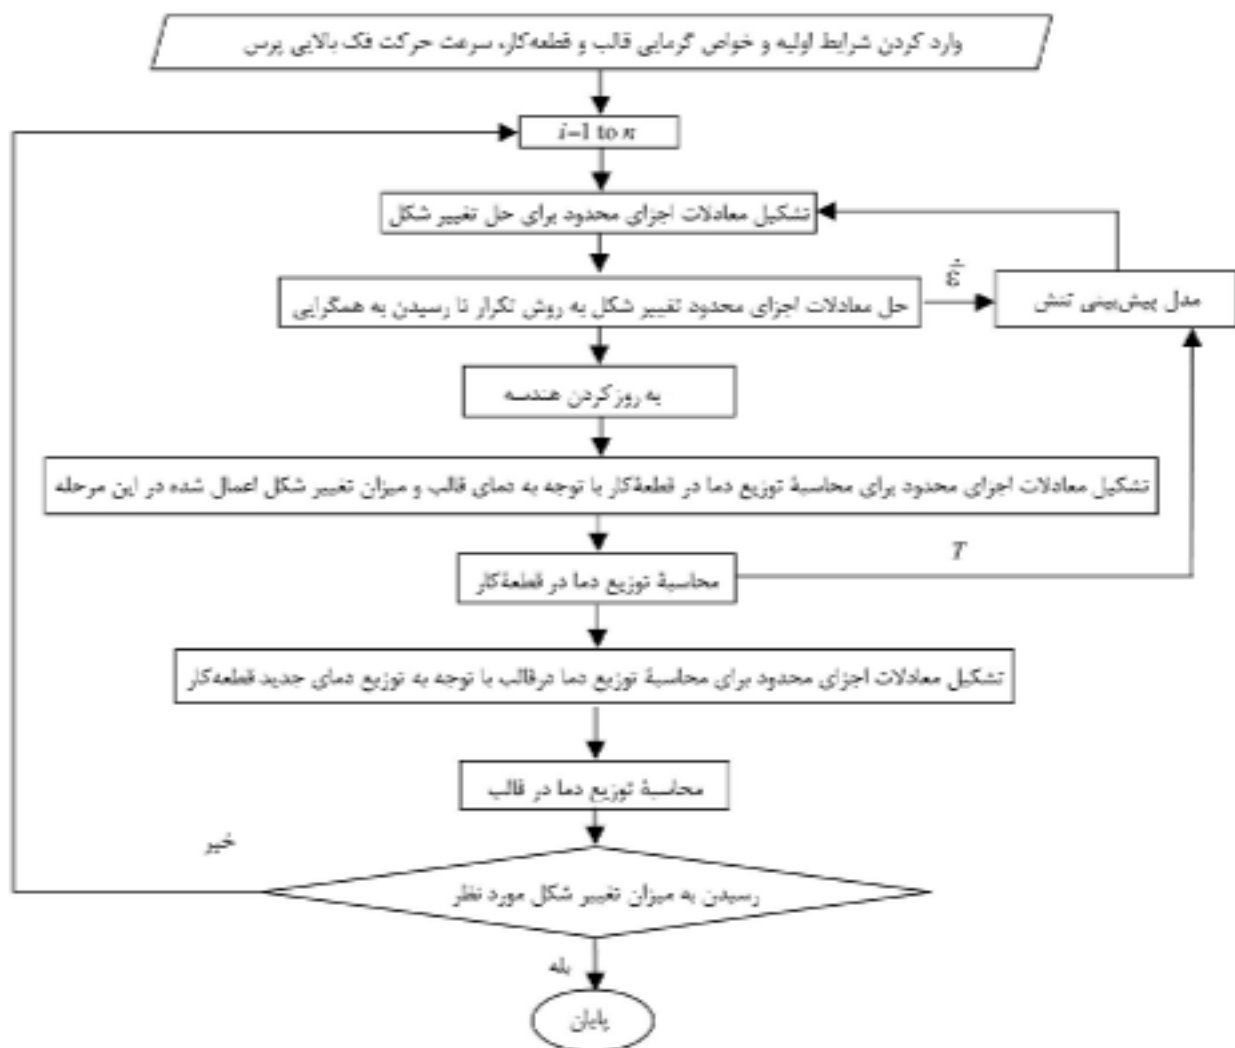 وارد کردن شرایط اولیه و خواص گرمایی قالب و قطعه‌کار، سرعت حرکت فک بالایی پرس
i=1 to n
تشکیل معادلات اجزای محدود برای حل تغییر شکل
حل معادلات اجزای محدود تغییر شکل به روش تکرار تا رسیدن به همگرایی
ε̇
مدل پیش‌بینی تنش
به روزکردن هندسه
تشکیل معادلات اجزای محدود برای محاسبهٔ توزیع دما در قطعهٔ‌کار با توجه به دمای قالب و میزان تغییر شکل اعمال شده در این مرحله
محاسبهٔ توزیع دما در قطعهٔ‌کار
T
تشکیل معادلات اجزای محدود برای محاسبهٔ توزیع دما درقالب با توجه به توزیع دمای جدید قطعه‌کار
محاسبهٔ توزیع دما در قالب
خیر
رسیدن به میزان تغییر شکل مورد نظر
بله
پایان